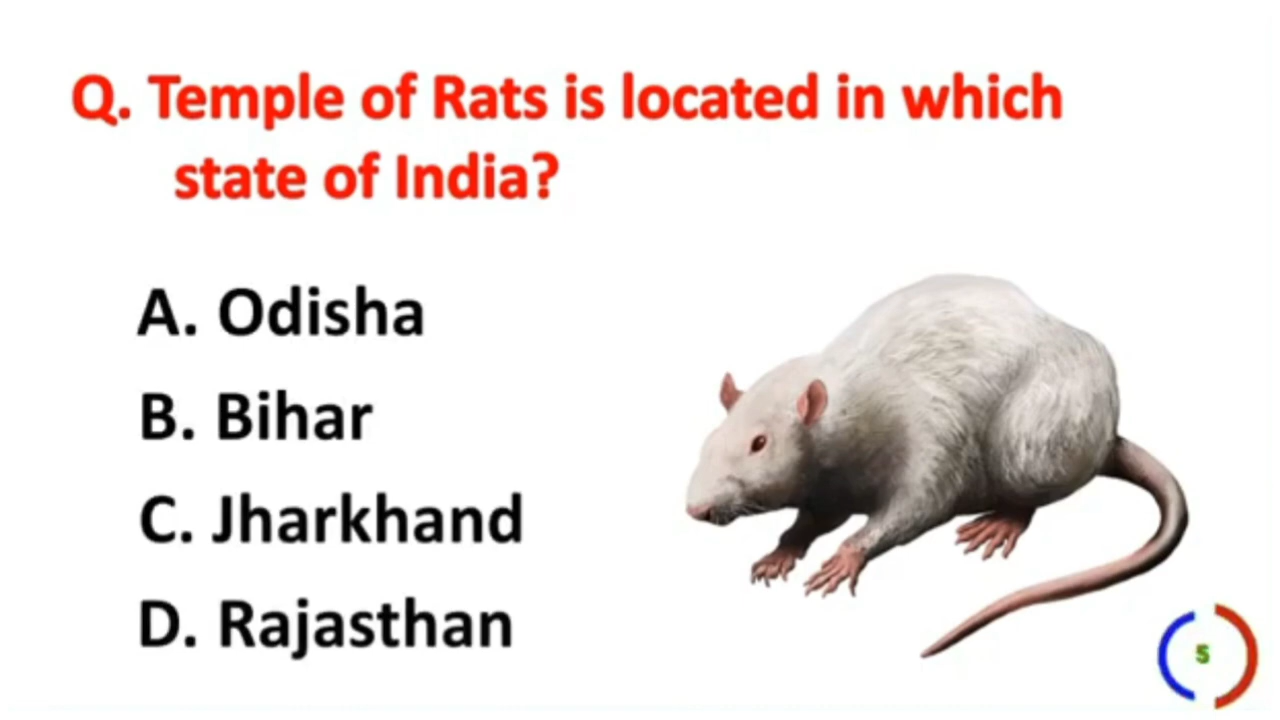 Q. Temple of Rats is located in which
state of India?
A. Odisha
B. Bihar
C. Jharkhand
D. Rajasthan
5